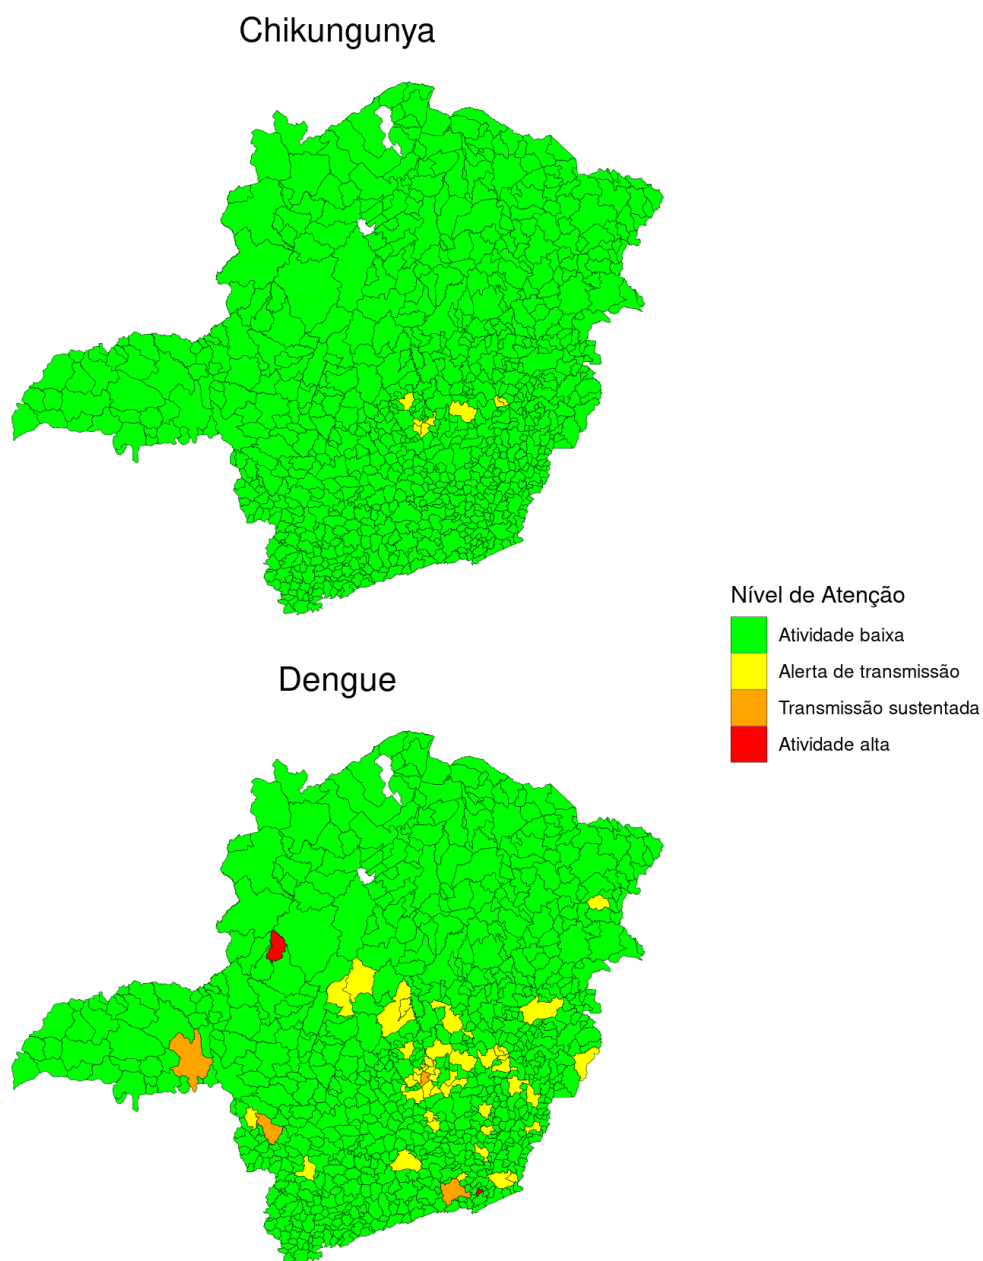 Chikungunya
Nível de Atenção
Atividade baixa
Alerta de transmissão
Transmissão sustentada
Atividade alta
Dengue